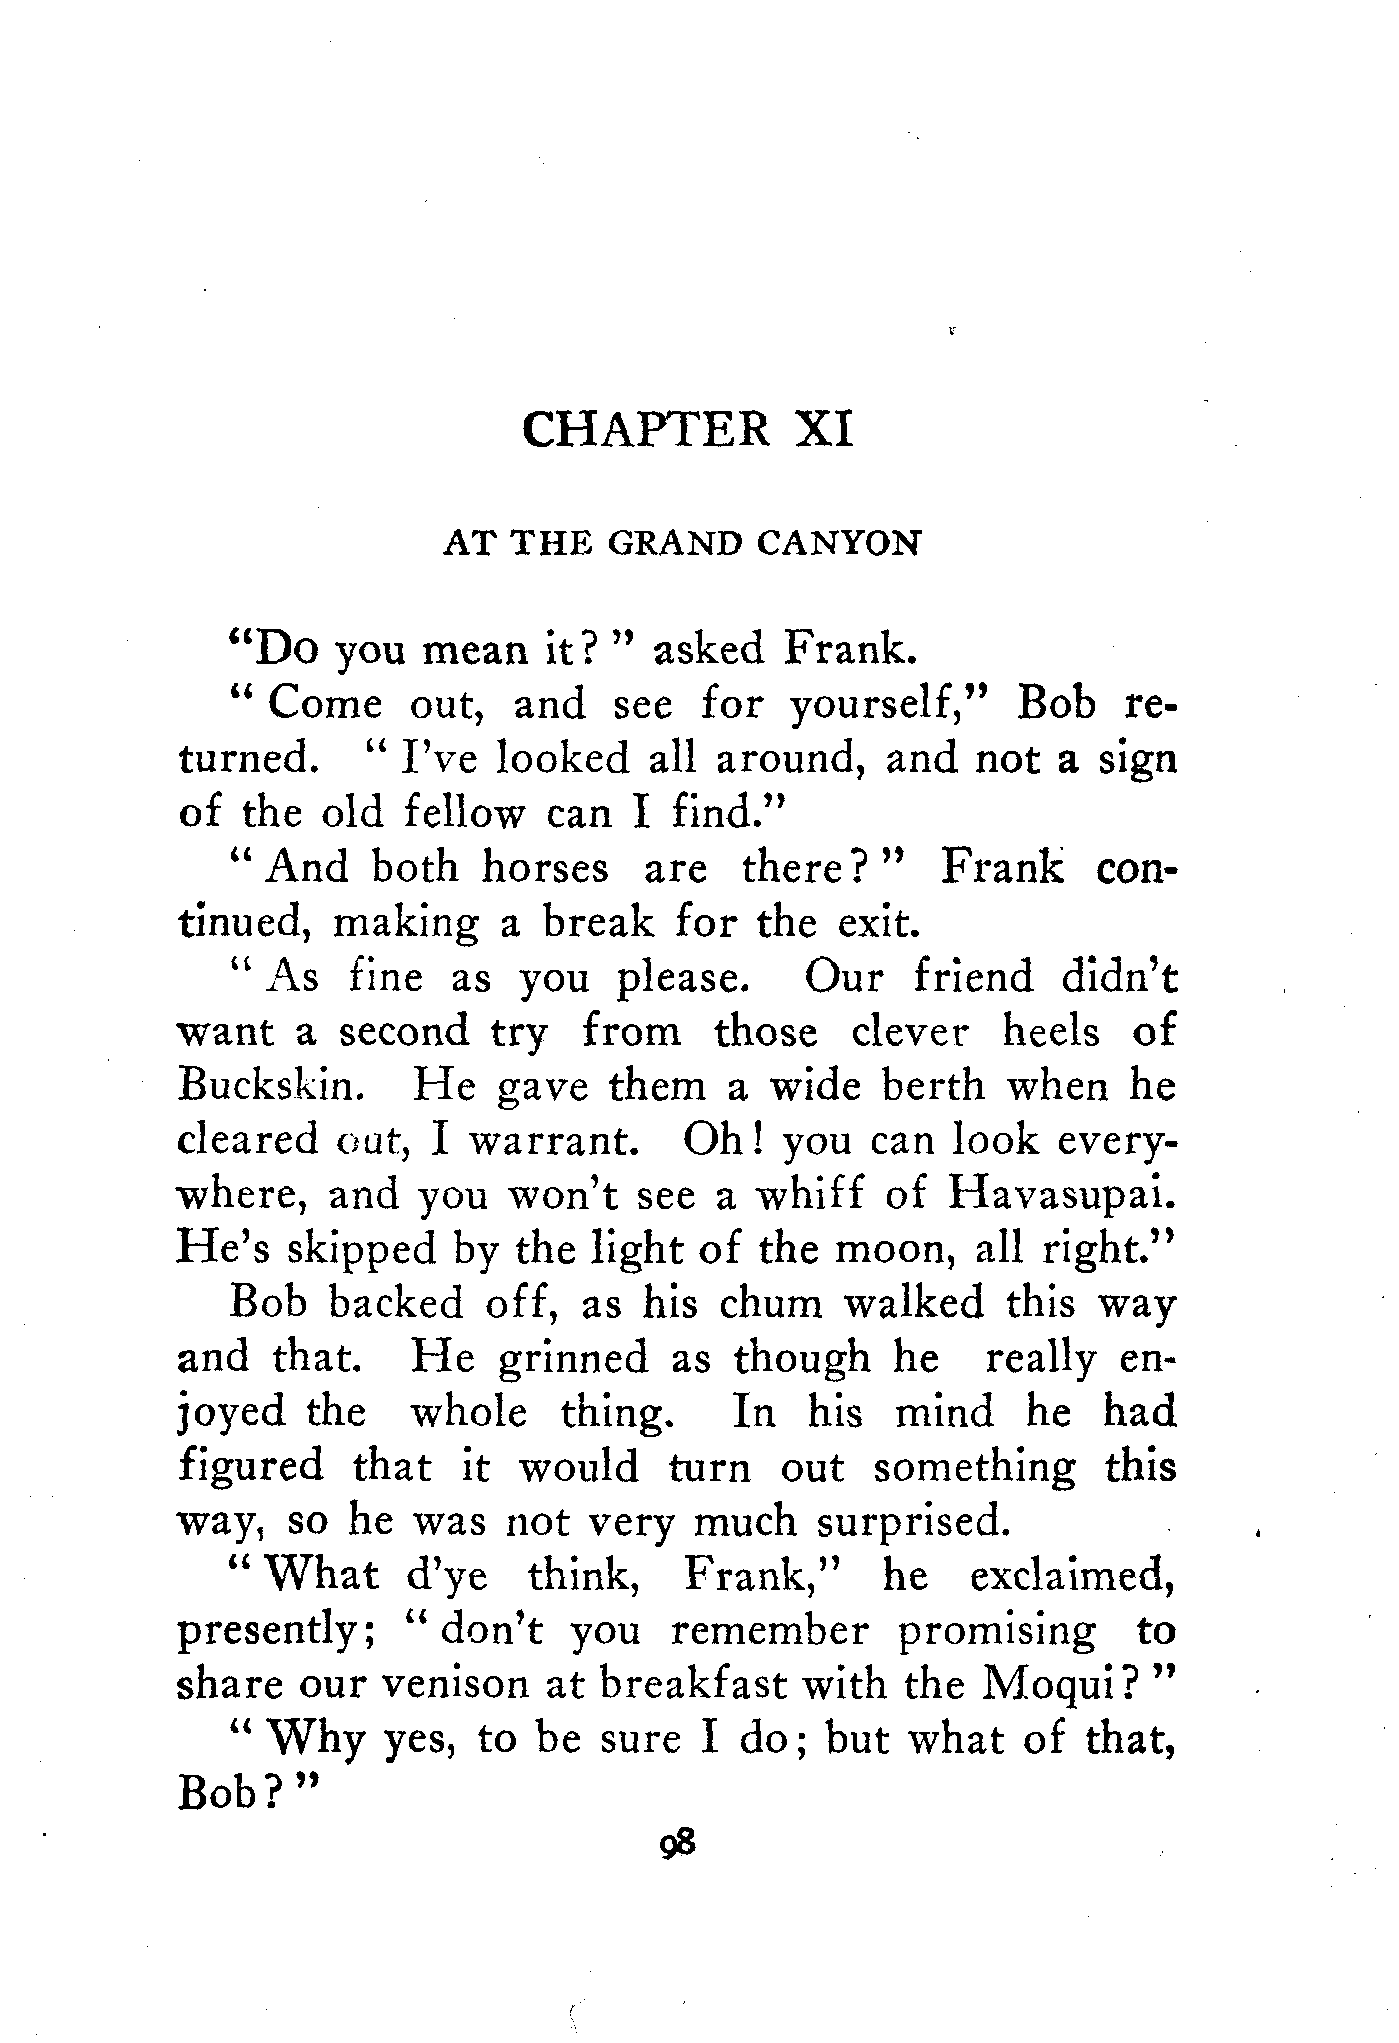 CHAPTER XI
AT THE GRAND CANYON
“Do you mean it? ” asked Frank.
“ Come out, and see for yourself,” Bob re-
turned. “ I’ve looked all around, and not a sign
of the old fellow can I find.”
“ And both horses are there? ” Frank con-
tinued, making a break for the exit.
“ As fine as you please. Our friend didn’t
want a second try from those clever heels of
Buckskin. He gave them a wide berth when he
cleared out, I warrant. Oh! you can look every-
where, and you won’t see a whiff of Havasupai.
He’s skipped by the light of the moon, all right.”
Bob backed off, as his chum walked this way
and that. He grinned as though he really en-
joyed the whole thing. In his mind he had
figured that it would turn out something this
way, so he was not very much surprised.
“ What d’ye think, Frank,” he exclaimed,
presently; “ don’t you remember promising to
share our venison at breakfast with the Moqui? ”
“ Why yes, to be sure I do; but what of that,
Bob? ”
98